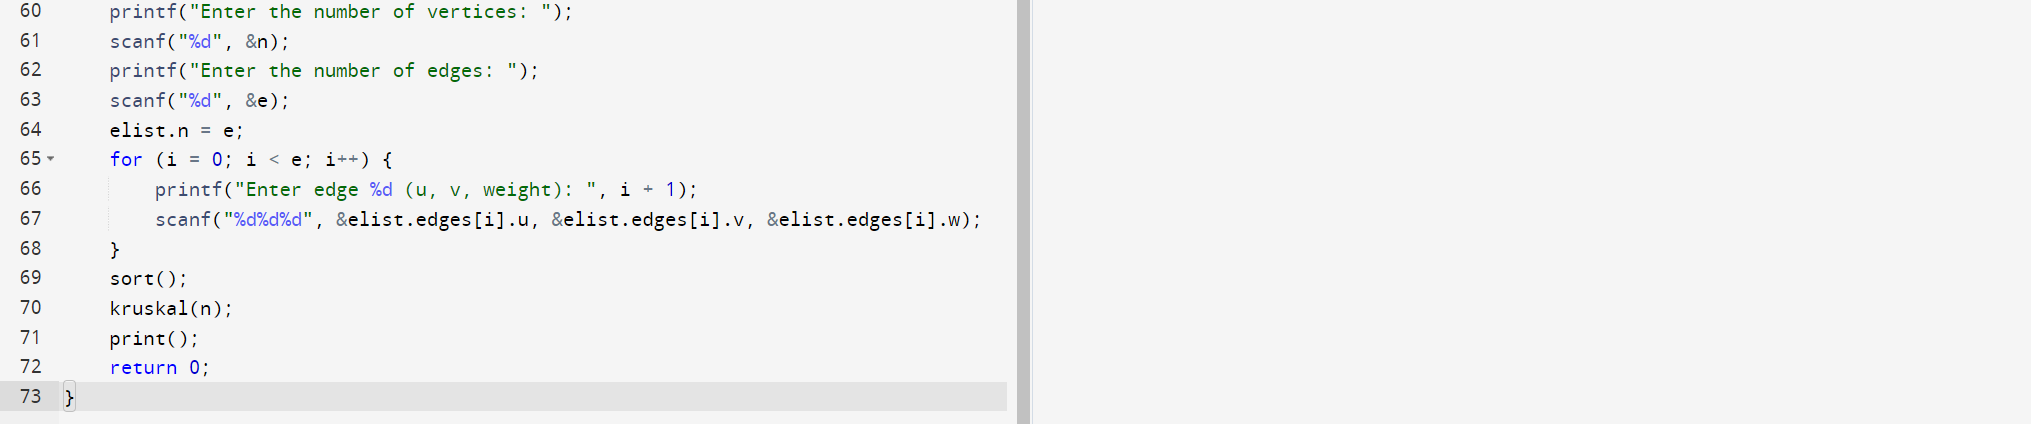 60 printf("Enter the number of vertices: ");
61 scanf("%d", &n);
62 printf("Enter the number of edges: ");
63 scanf("%d", &e);
64 elist.n = e;
65 for (i = 0; i < e; i++) {
66 printf("Enter edge %d (u, v, weight): ", i + 1);
67 scanf("%d%d%d", &elist.edges[i].u, &elist.edges[i].v, &elist.edges[i].w);
68 }
69 sort();
70 kruskal(n);
71 print();
72 return 0;
73 }